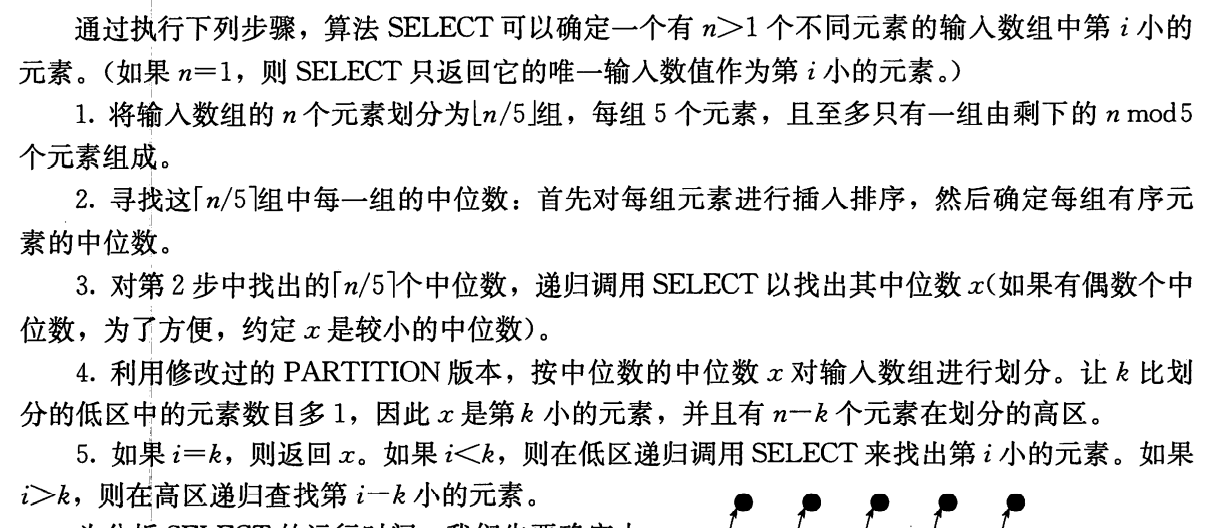 通过执行下列步骤，算法 SELECT 可以确定一个有 n>1 个不同元素的输入数组中第 i 小的
元素。（如果 n=1，则 SELECT 只返回它的唯一输入数值作为第 i 小的元素。）
1. 将输入数组的 n 个元素划分为⌊n/5⌋组，每组 5 个元素，且至多只有一组由剩下的 n mod5
个元素组成。
2. 寻找这⌈n/5⌉组中每一组的中位数：首先对每组元素进行插入排序，然后确定每组有序元
素的中位数。
3. 对第 2 步中找出的⌈n/5⌉个中位数，递归调用 SELECT 以找出其中位数 x(如果有偶数个中
位数，为了方便，约定 x 是较小的中位数)。
4. 利用修改过的 PARTITION 版本，按中位数的中位数 x 对输入数组进行划分。让 k 比划
分的低区中的元素数目多 1，因此 x 是第 k 小的元素，并且有 n−k 个元素在划分的高区。
5. 如果 i=k，则返回 x。如果 i<k，则在低区递归调用 SELECT 来找出第 i 小的元素。如果
i>k，则在高区递归查找第 i−k 小的元素。